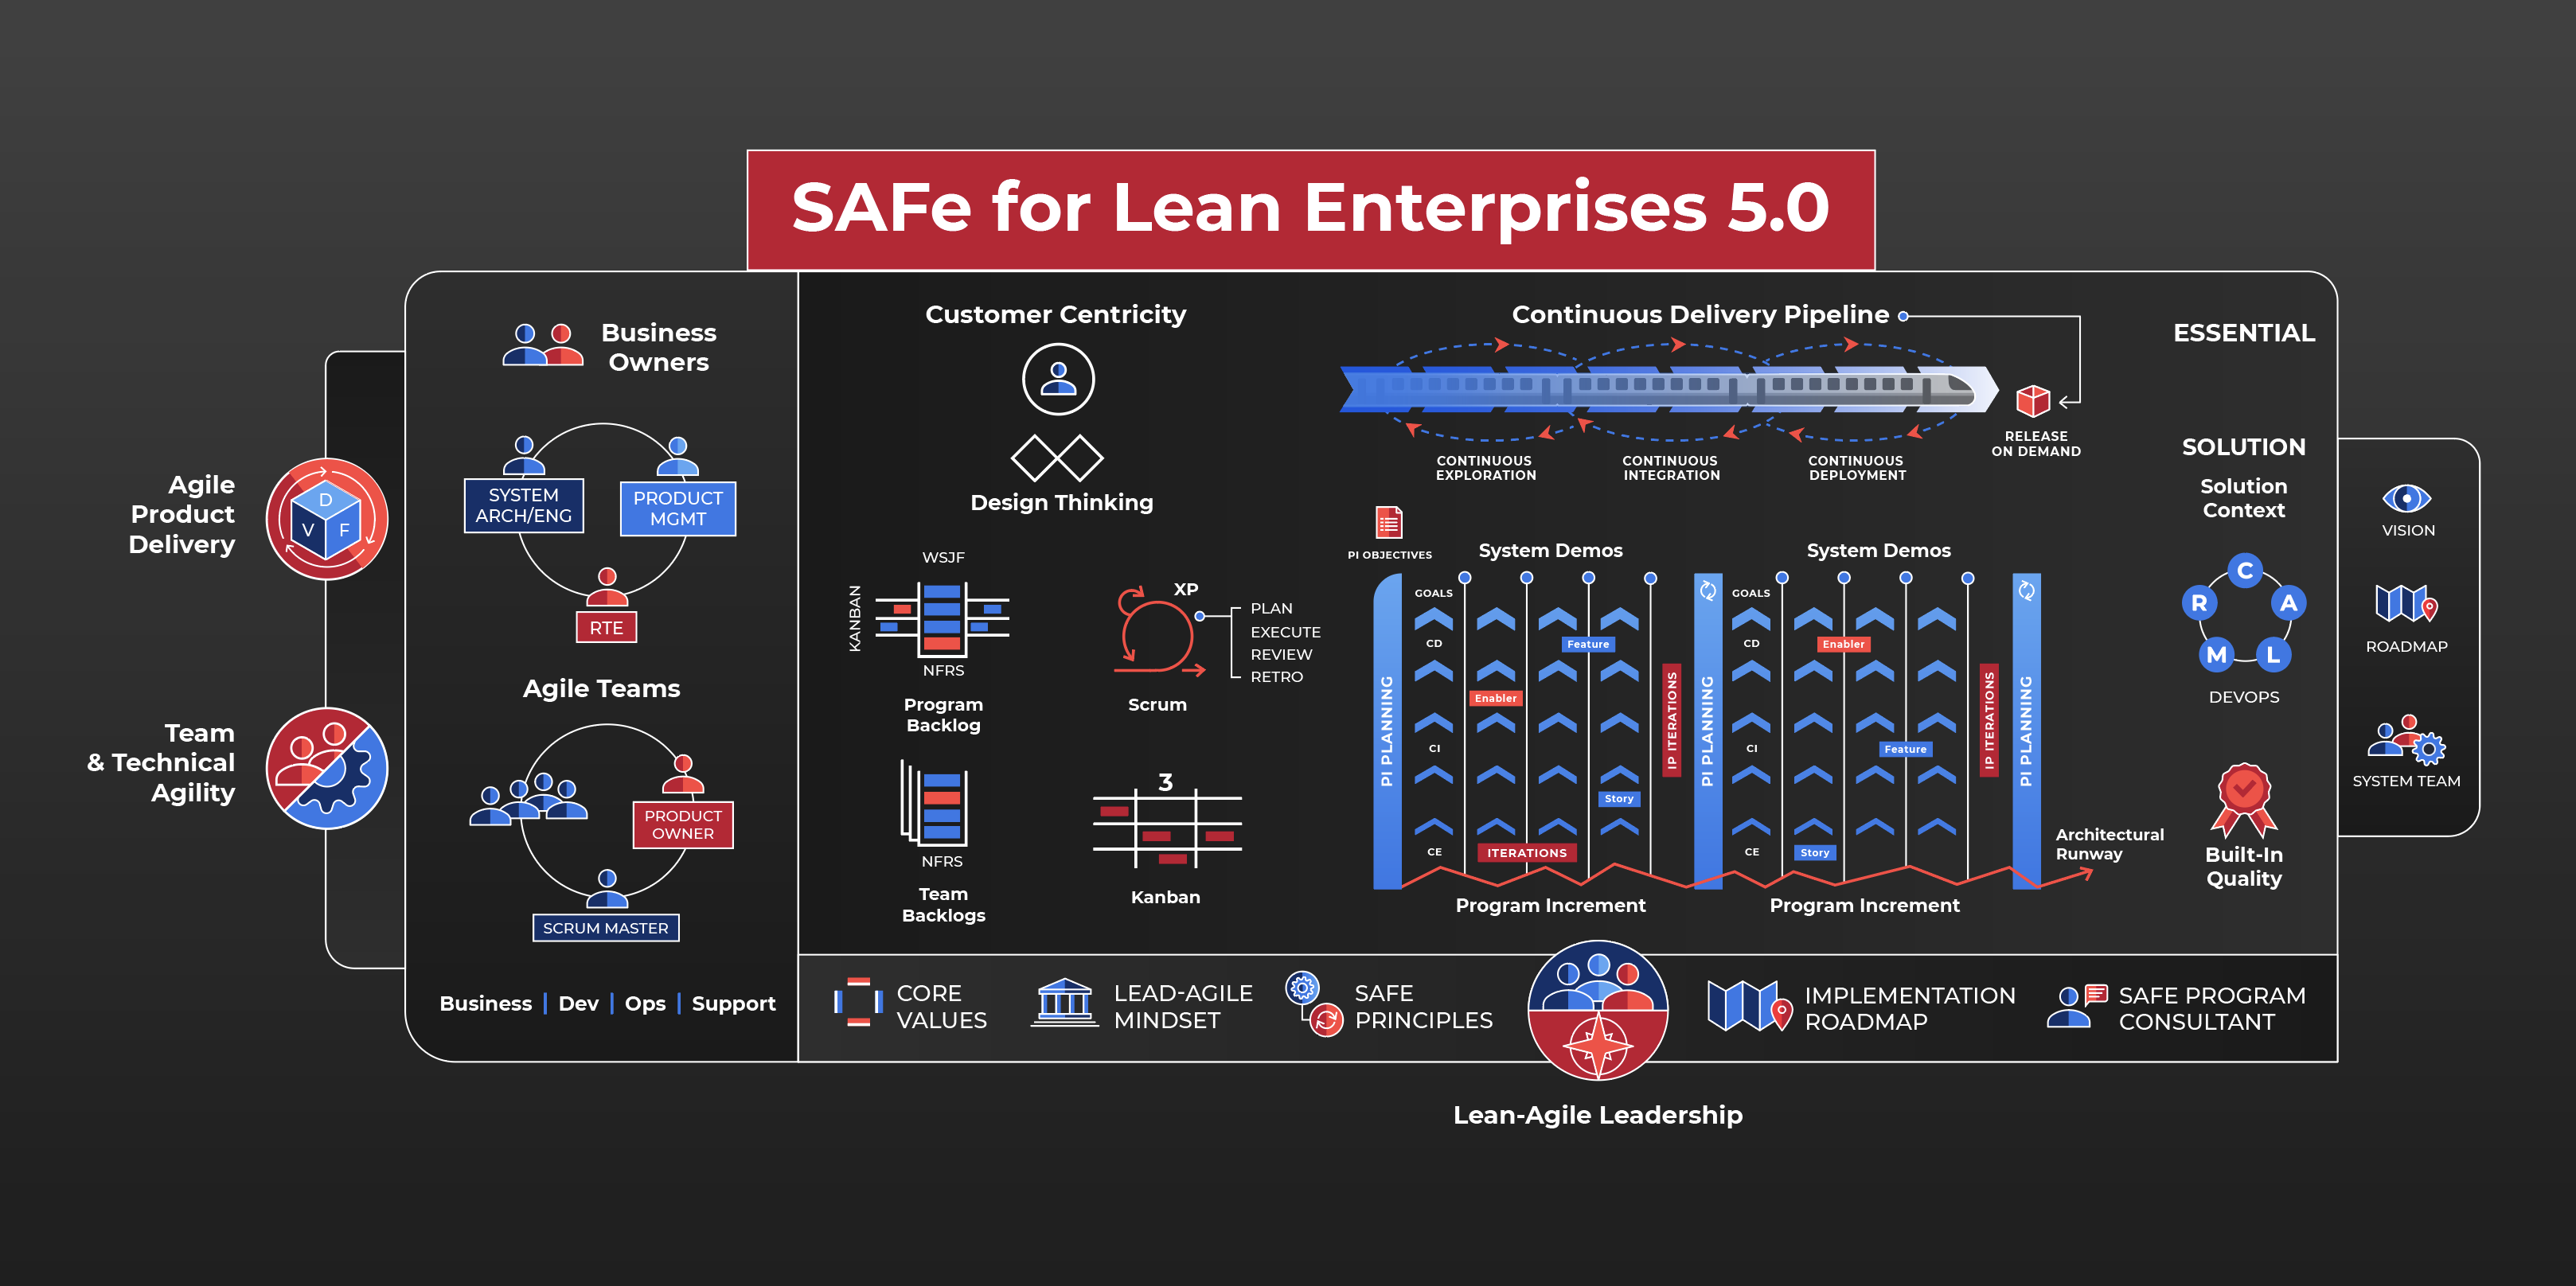 SAFe for Lean Enterprises 5.0
Agile
Product
Delivery
D
V
F
Team
& Technical
Agility
Business
Owners
SYSTEM
ARCH/ENG
PRODUCT
MGMT
RTE
Agile Teams
PRODUCT
OWNER
SCRUM MASTER
Business | Dev | Ops | Support
Customer Centricity
Design Thinking
WSJF
KANBAN
NFRS
Program
Backlog
XP
PLAN
EXECUTE
REVIEW
RETRO
Scrum
NFRS
Team
Backlogs
3
Kanban
Continuous Delivery Pipeline
RELEASE
ON DEMAND
CONTINUOUS
EXPLORATION
CONTINUOUS
INTEGRATION
CONTINUOUS
DEPLOYMENT
PI OBJECTIVES
System Demos
System Demos
PI PLANNING
GOALS
CD
CI
CE
Feature
Enabler
Story
ITERATIONS
IP ITERATIONS
PI PLANNING
GOALS
CD
CI
CE
Enabler
Feature
Story
IP ITERATIONS
PI PLANNING
Architectural
Runway
Program Increment
Program Increment
ESSENTIAL
SOLUTION
Solution
Context
C
A
L
M
R
DEVOPS
Built-In
Quality
VISION
ROADMAP
SYSTEM TEAM
CORE
VALUES
LEAD-AGILE
MINDSET
SAFE
PRINCIPLES
IMPLEMENTATION
ROADMAP
SAFE PROGRAM
CONSULTANT
Lean-Agile Leadership